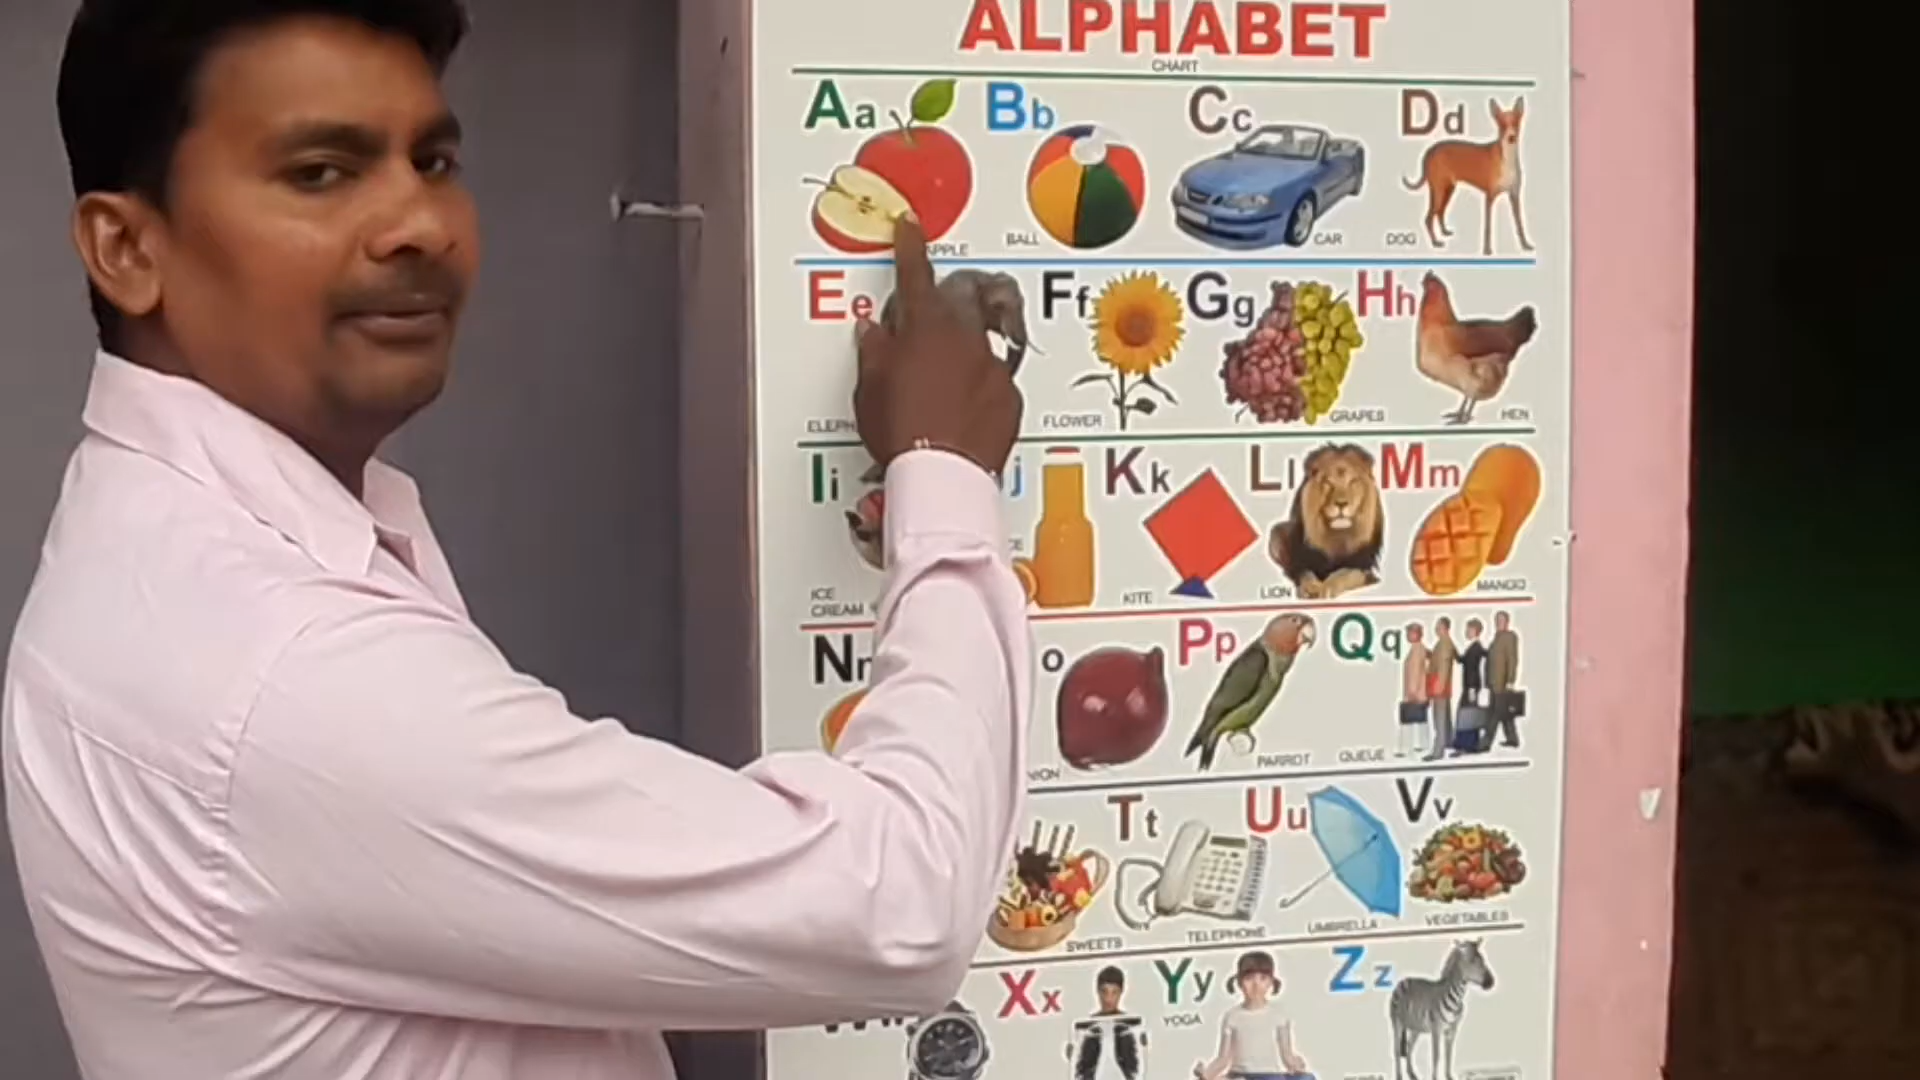 ALPHABET
CHART
Aa Bb Cc Dd
APPLE BALL CAR DOG
Ee Ff Gg Hh
FLOWER GRAPES HEN
Ii j Kk Ll Mm
ICE
CREAM KITE LION MANGO
N o Pp Qq
PARROT QUEUE
Tt Uu Vv
SWEETS TELEPHONE UMBRELLA VEGETABLES
Xx Yy Zz
YOGA